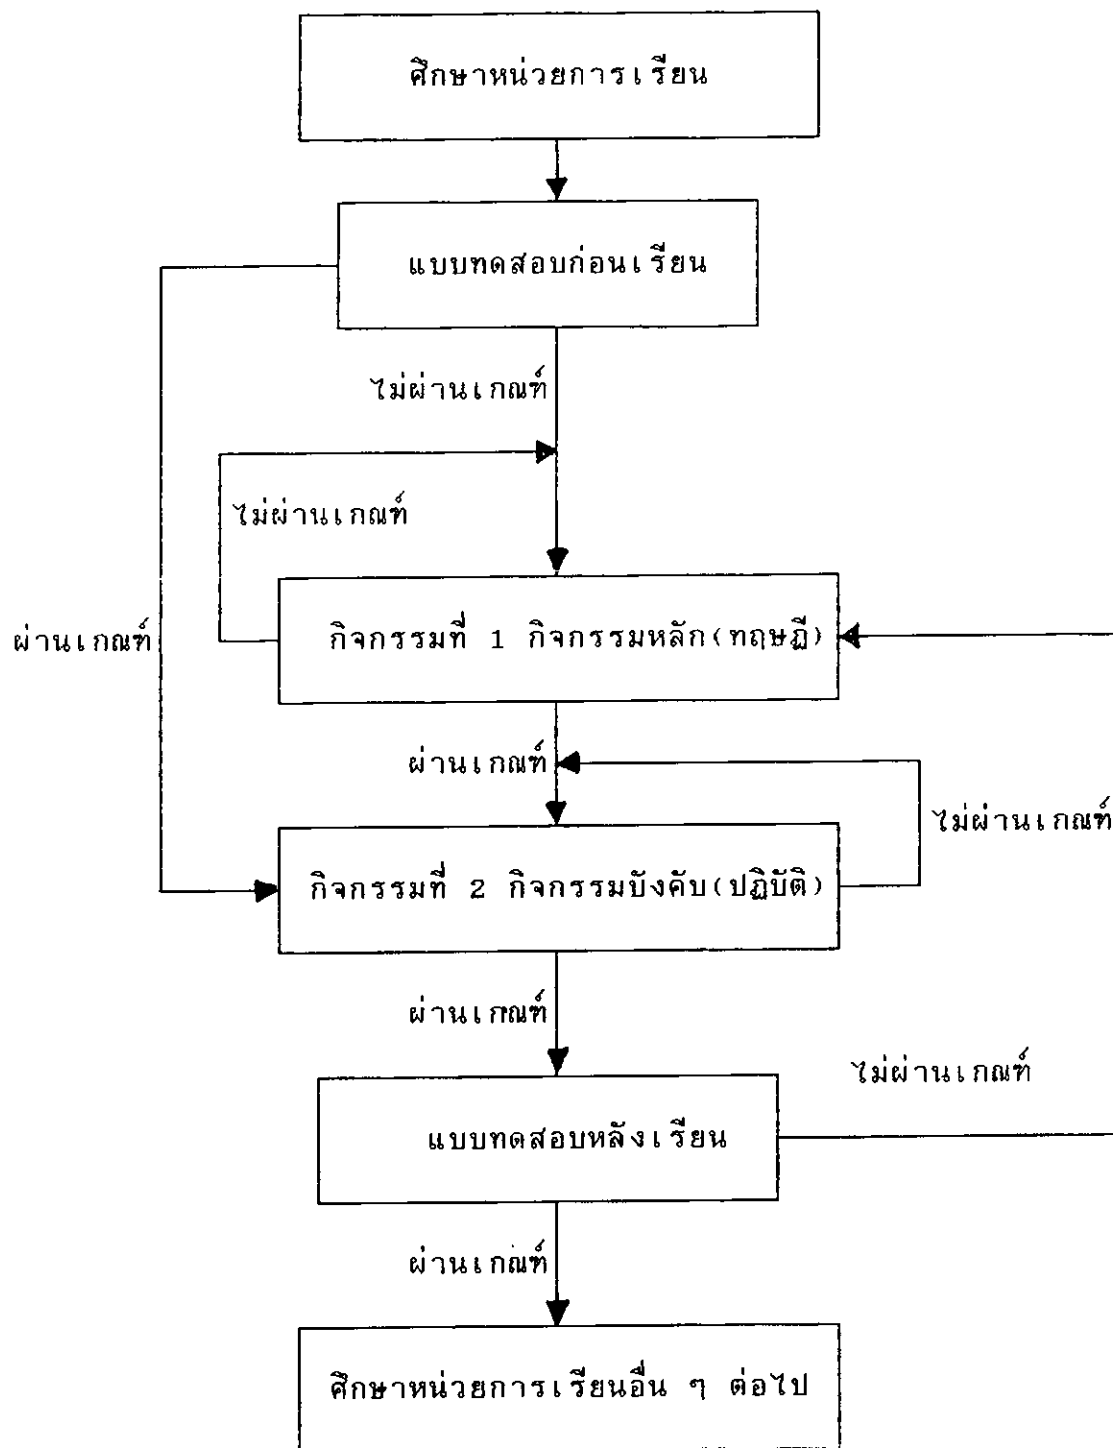 ศึกษาหน่วยการเรียน
แบบทดสอบก่อนเรียน
ไม่ผ่านเกณฑ์
ไม่ผ่านเกณฑ์
ผ่านเกณฑ์
กิจกรรมที่ 1 กิจกรรมหลัก(ทฤษฎี)
ผ่านเกณฑ์
ไม่ผ่านเกณฑ์
กิจกรรมที่ 2 กิจกรรมบังคับ(ปฏิบัติ)
ผ่านเกณฑ์
ไม่ผ่านเกณฑ์
แบบทดสอบหลังเรียน
ผ่านเกณฑ์
ศึกษาหน่วยการเรียนอื่น ๆ ต่อไป